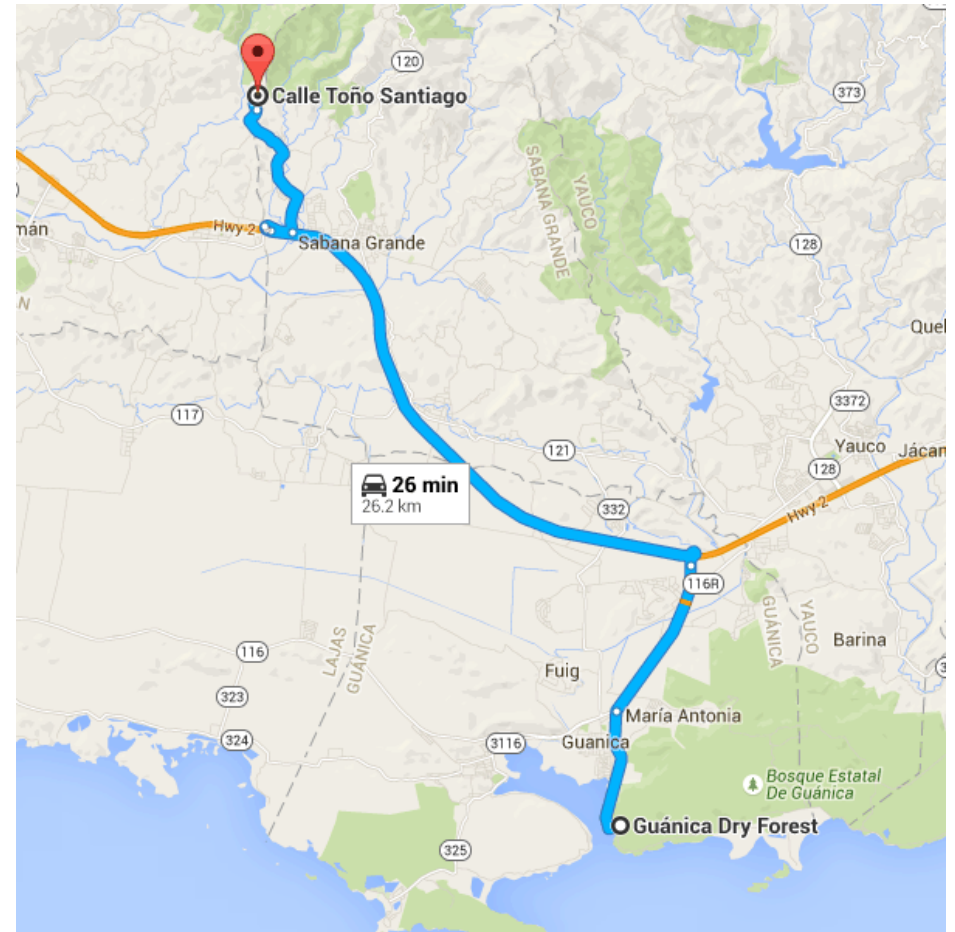 120
Calle Toño Santiago
373
SABANA GRANDE
YAUCO
Hwy 2
mán
Sabana Grande
128
N
Quel
117
3372
121
Yauco
Jácan
128
26 min
26.2 km
332
Hwy 2
116R
GUÁNICA
YAUCO
LAJAS
GUÁNICA
116
Barina
3
Fuig
323
María Antonia
324
3116
Guanica
Bosque Estatal
De Guánica
Guánica Dry Forest
325